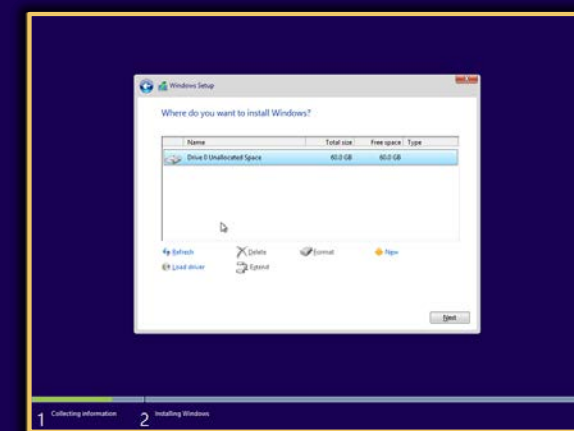 Windows Setup
Where do you want to install Windows?
Name Total size Free space Type
Drive 0 Unallocated Space 60.0 GB 60.0 GB
Refresh Delete Format New
Load driver Extend
Next
1 Collecting information 2 Installing Windows